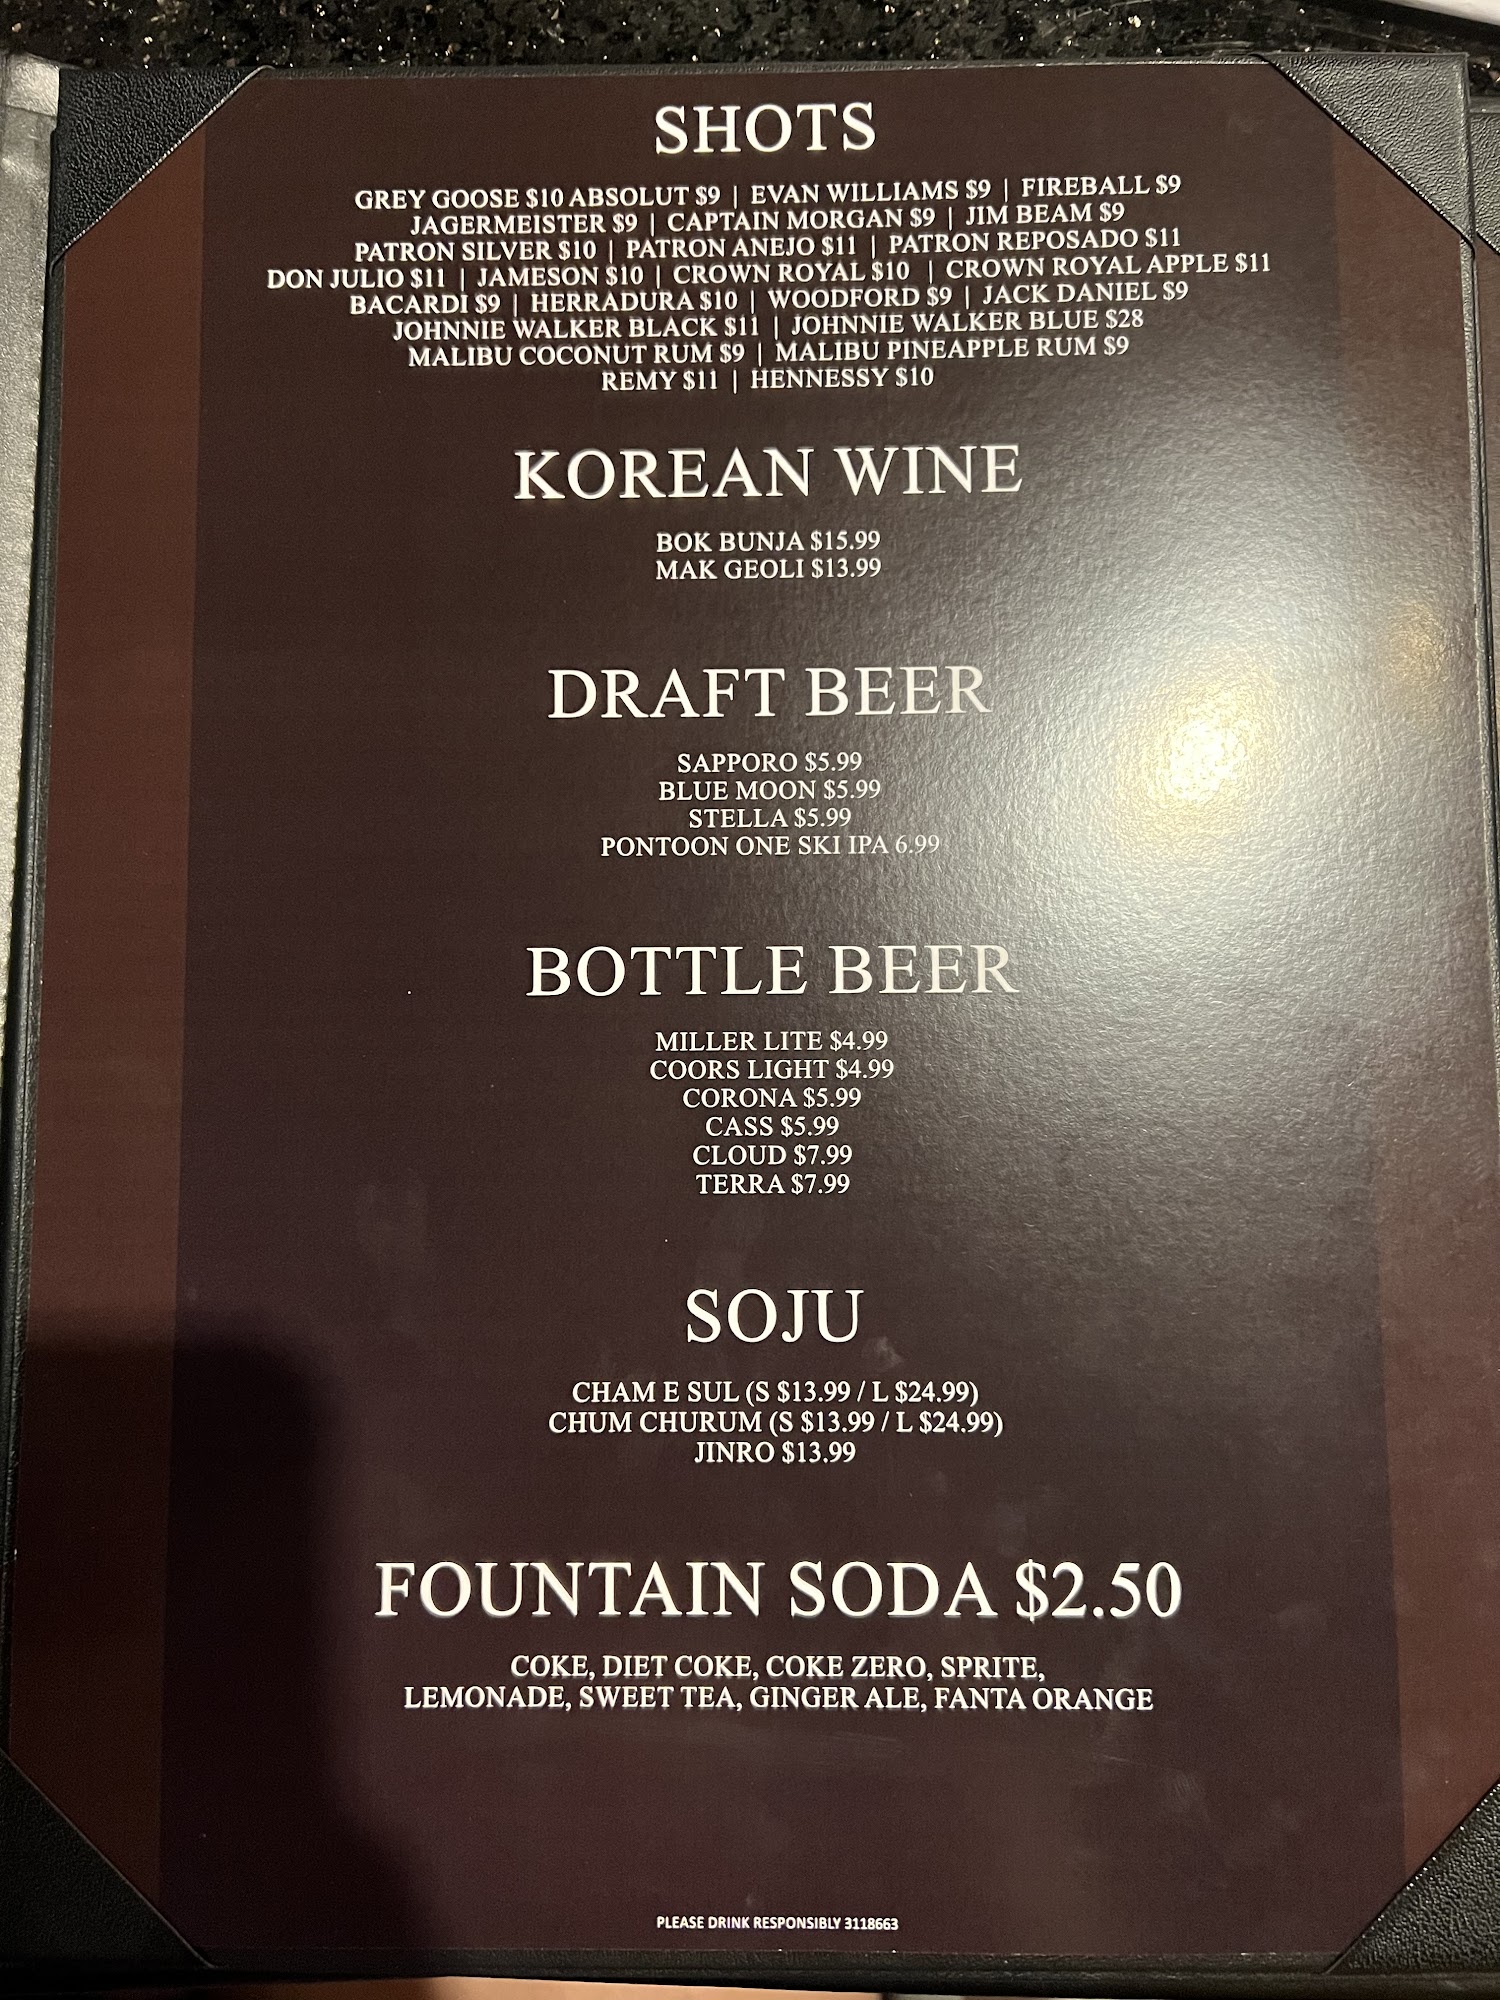 SHOTS
GREY GOOSE $10 ABSOLUT $9 | EVAN WILLIAMS $9 | FIREBALL $9
JAGERMEISTER $9 | CAPTAIN MORGAN $9 | JIM BEAM $9
PATRON SILVER $10 | PATRON ANEJO $11 | PATRON REPOSADO $11
DON JULIO $11 | JAMESON $10 | CROWN ROYAL $10 | CROWN ROYAL APPLE $11
BACARDI $9 | HERRADURA $10 | WOODFORD $9 | JACK DANIEL $9
JOHNNIE WALKER BLACK $11 | JOHNNIE WALKER BLUE $28
MALIBU COCONUT RUM $9 | MALIBU PINEAPPLE RUM $9
REMY $11 | HENNESSY $10
KOREAN WINE
BOK BUNJA $15.99
MAK GEOLI $13.99
DRAFT BEER
SAPPORO $5.99
BLUE MOON $5.99
STELLA $5.99
PONTOON ONE SKI IPA 6.99
BOTTLE BEER
MILLER LITE $4.99
COORS LIGHT $4.99
CORONA $5.99
CASS $5.99
CLOUD $7.99
TERRA $7.99
SOJU
CHAM E SUL (S $13.99 / L $24.99)
CHUM CHURUM (S $13.99 / L $24.99)
JINRO $13.99
FOUNTAIN SODA $2.50
COKE, DIET COKE, COKE ZERO, SPRITE,
LEMONADE, SWEET TEA, GINGER ALE, FANTA ORANGE
PLEASE DRINK RESPONSIBLY 3118663